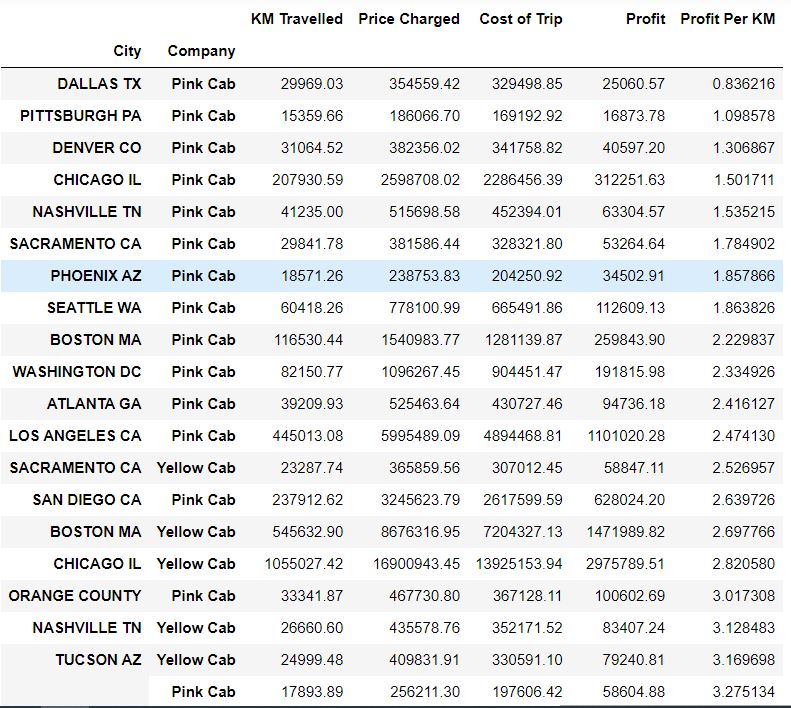 KM Travelled Price Charged Cost of Trip Profit Profit Per KM
City Company
DALLAS TX Pink Cab 29969.03 354559.42 329498.85 25060.57 0.836216
PITTSBURGH PA Pink Cab 15359.66 186066.70 169192.92 16873.78 1.098578
DENVER CO Pink Cab 31064.52 382356.02 341758.82 40597.20 1.306867
CHICAGO IL Pink Cab 207930.59 2598708.02 2286456.39 312251.63 1.501711
NASHVILLE TN Pink Cab 41235.00 515698.58 452394.01 63304.57 1.535215
SACRAMENTO CA Pink Cab 29841.78 381586.44 328321.80 53264.64 1.784902
PHOENIX AZ Pink Cab 18571.26 238753.83 204250.92 34502.91 1.857866
SEATTLE WA Pink Cab 60418.26 778100.99 665491.86 112609.13 1.863826
BOSTON MA Pink Cab 116530.44 1540983.77 1281139.87 259843.90 2.229837
WASHINGTON DC Pink Cab 82150.77 1096267.45 904451.47 191815.98 2.334926
ATLANTA GA Pink Cab 39209.93 525463.64 430727.46 94736.18 2.416127
LOS ANGELES CA Pink Cab 445013.08 5995489.09 4894468.81 1101020.28 2.474130
SACRAMENTO CA Yellow Cab 23287.74 365859.56 307012.45 58847.11 2.526957
SAN DIEGO CA Pink Cab 237912.62 3245623.79 2617599.59 628024.20 2.639726
BOSTON MA Yellow Cab 545632.90 8676316.95 7204327.13 1471989.82 2.697766
CHICAGO IL Yellow Cab 1055027.42 16900943.45 13925153.94 2975789.51 2.820580
ORANGE COUNTY Pink Cab 33341.87 467730.80 367128.11 100602.69 3.017308
NASHVILLE TN Yellow Cab 26660.60 435578.76 352171.52 83407.24 3.128483
TUCSON AZ Yellow Cab 24999.48 409831.91 330591.10 79240.81 3.169698
Pink Cab 17893.89 256211.30 197606.42 58604.88 3.275134